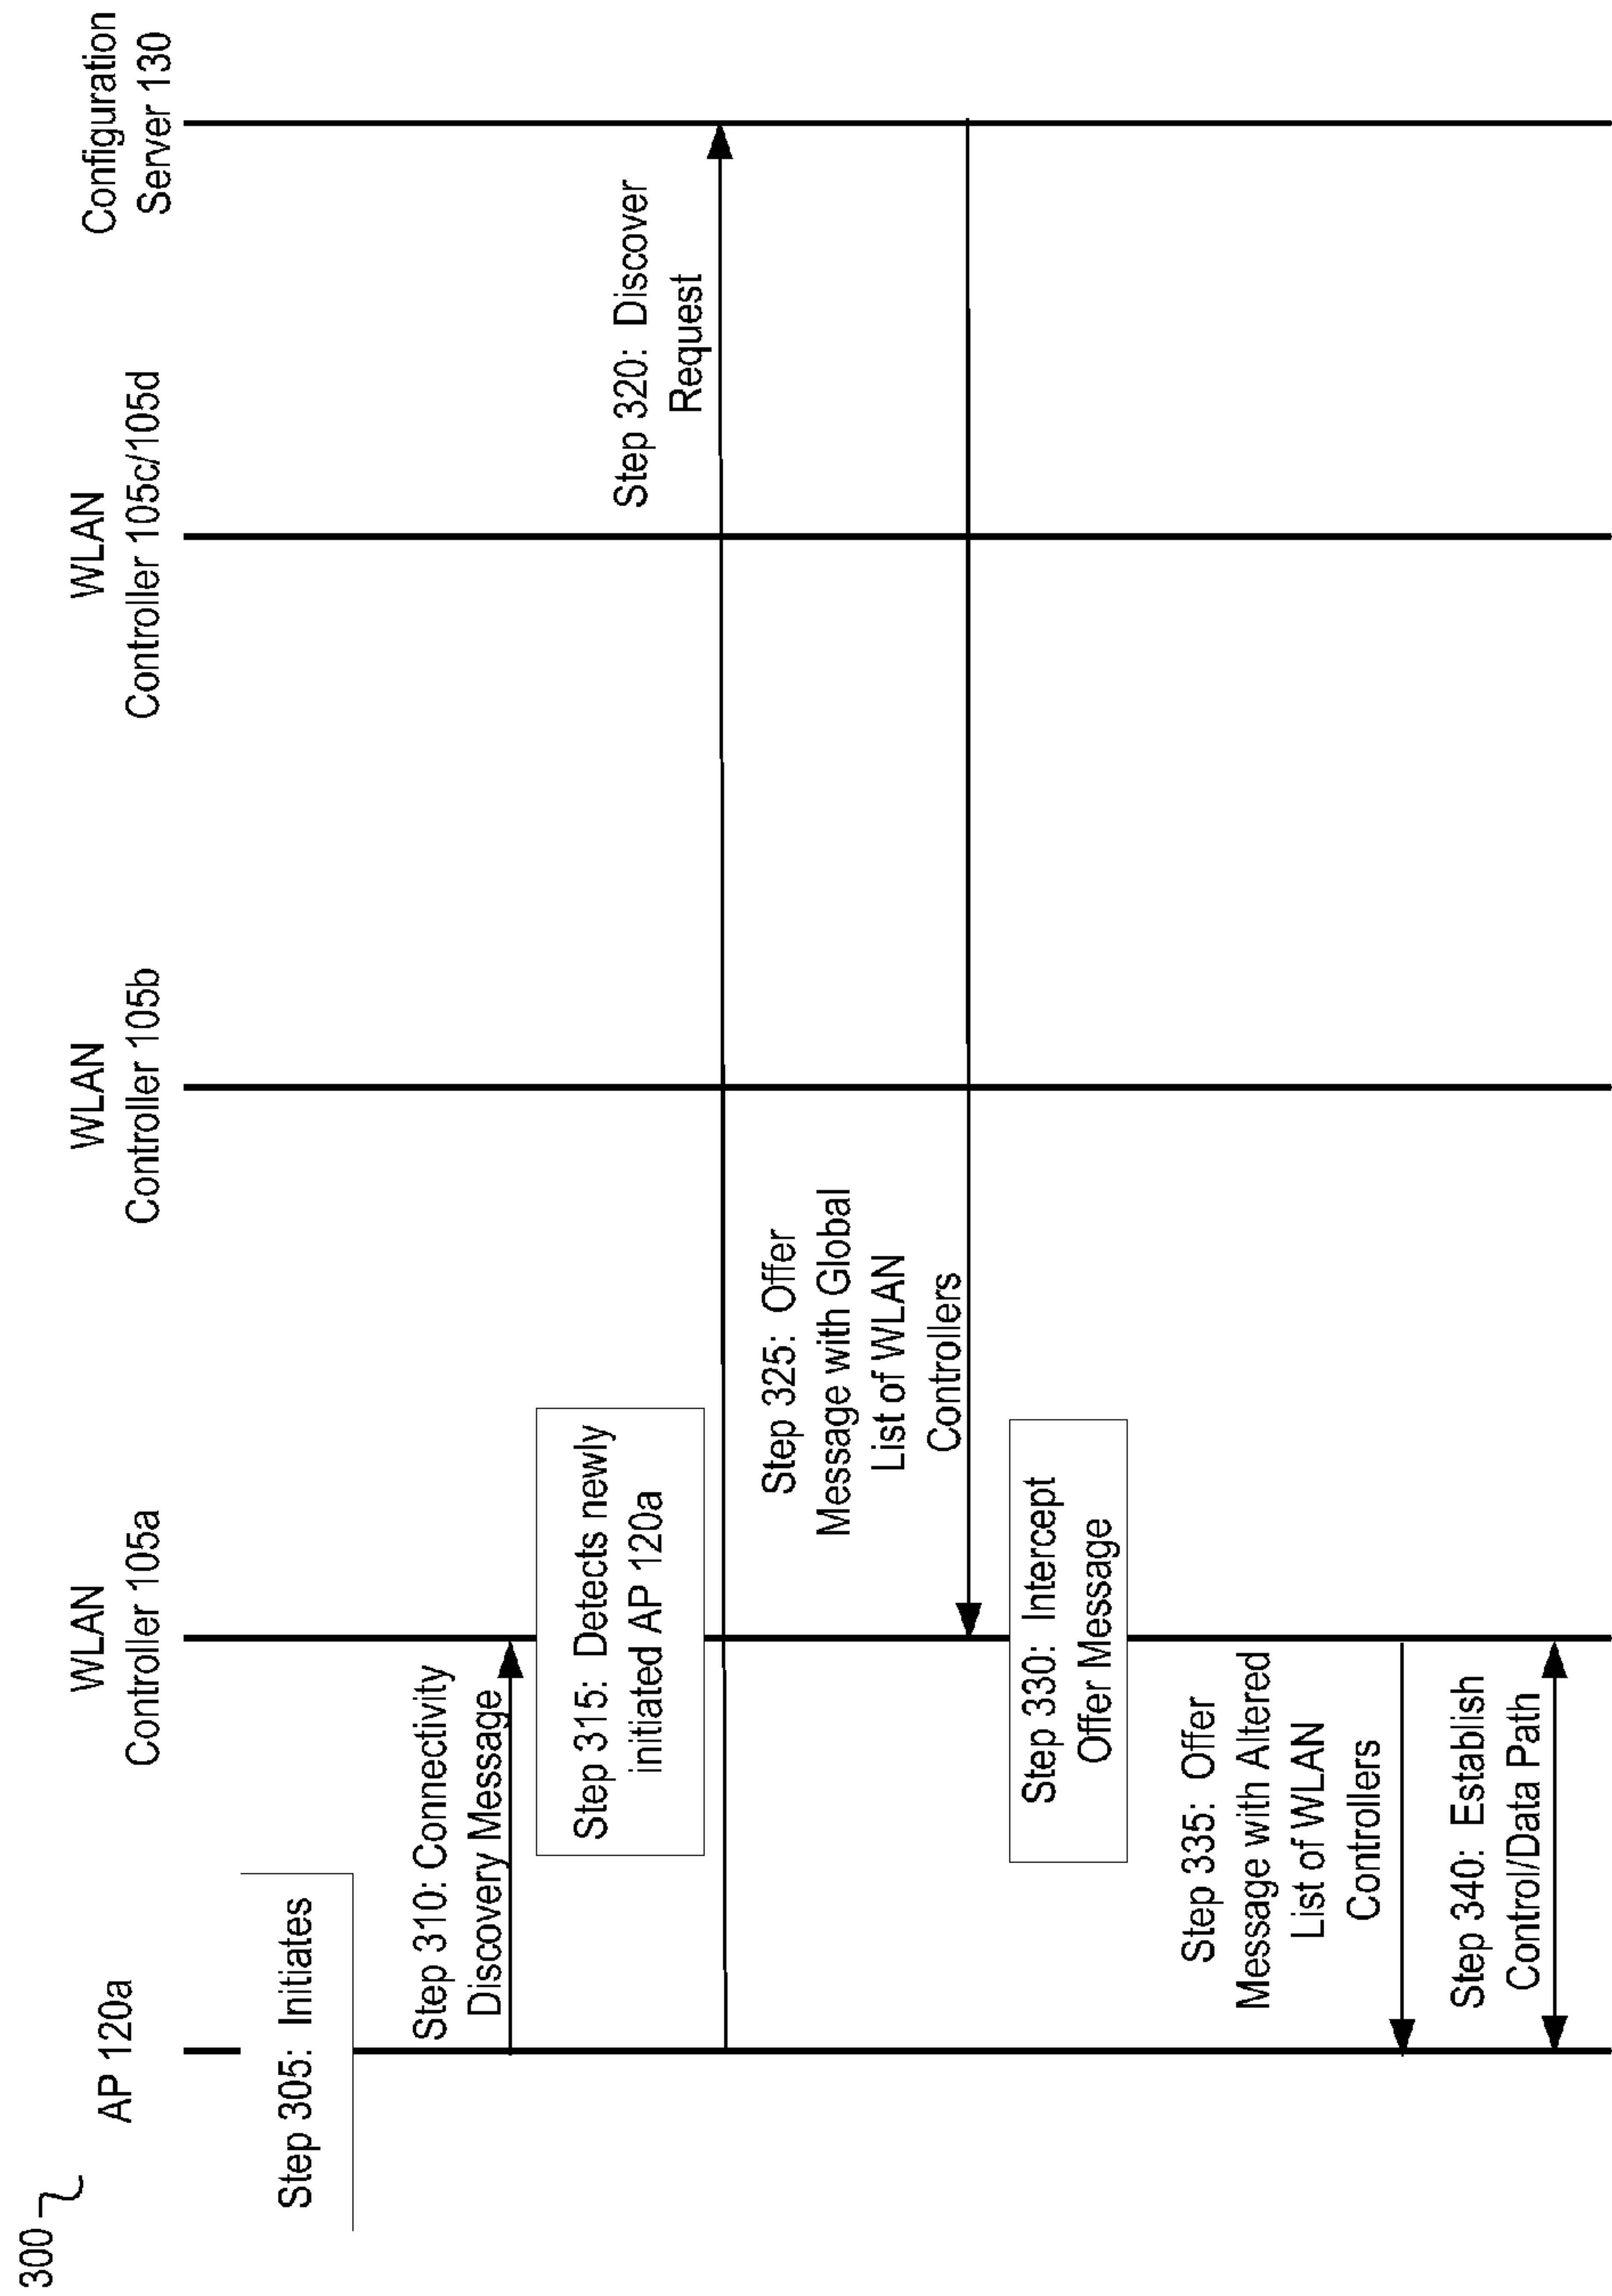 300
AP 120a
WLAN
Controller 105a
WLAN
Controller 105b
WLAN
Controller 105c/105d
Configuration
Server 130
Step 305: Initiates
Step 310: Connectivity
Discovery Message
Step 315: Detects newly
initiated AP 120a
Step 320: Discover
Request
Step 325: Offer
Message with Global
List of WLAN
Controllers
Step 330: Intercept
Offer Message
Step 335: Offer
Message with Altered
List of WLAN
Controllers
Step 340: Establish
Control/Data Path